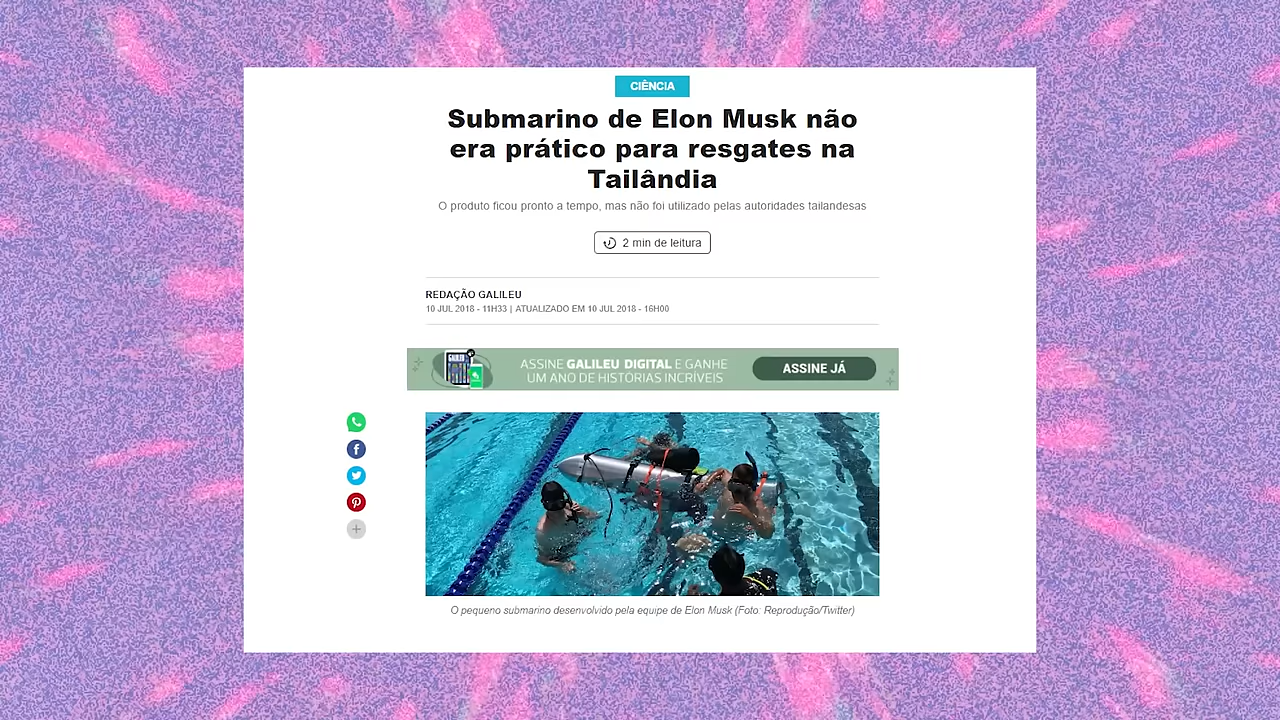 CIÊNCIA
Submarino de Elon Musk não
era prático para resgates na
Tailândia
O produto ficou pronto a tempo, mas não foi utilizado pelas autoridades tailandesas
2 min de leitura
REDAÇÃO GALILEU
10 JUL 2018 - 11H33 | ATUALIZADO EM 10 JUL 2018 - 16H00
GALILEU
ASSINE GALILEU DIGITAL E GANHE
UM ANO DE HISTÓRIAS INCRÍVEIS
ASSINE JÁ
O pequeno submarino desenvolvido pela equipe de Elon Musk (Foto: Reprodução/Twitter)